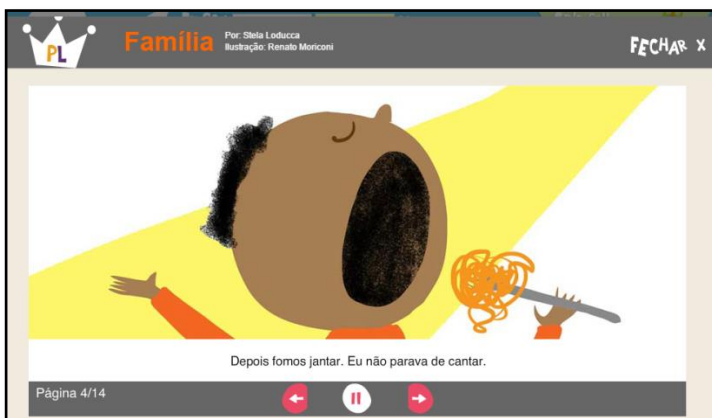 PL
Família
Por: Stela Loducca
Ilustração: Renato Moriconi
FECHAR X
Depois fomos jantar. Eu não parava de cantar.
Página 4/14